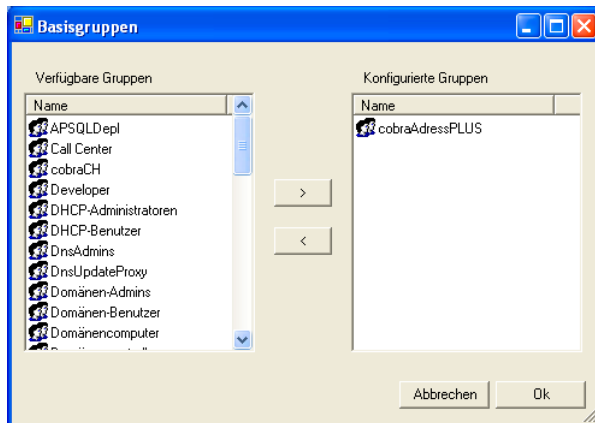 Basisgruppen
Verfügbare Gruppen
Name
APSQLDepl
Call Center
cobraCH
Developer
DHCP-Administratoren
DHCP-Benutzer
DnsAdmins
DnsUpdateProxy
Domänen-Admins
Domänen-Benutzer
Domänencomputer
>
<
Konfigurierte Gruppen
Name
cobraAdressPLUS
Abbrechen
Ok